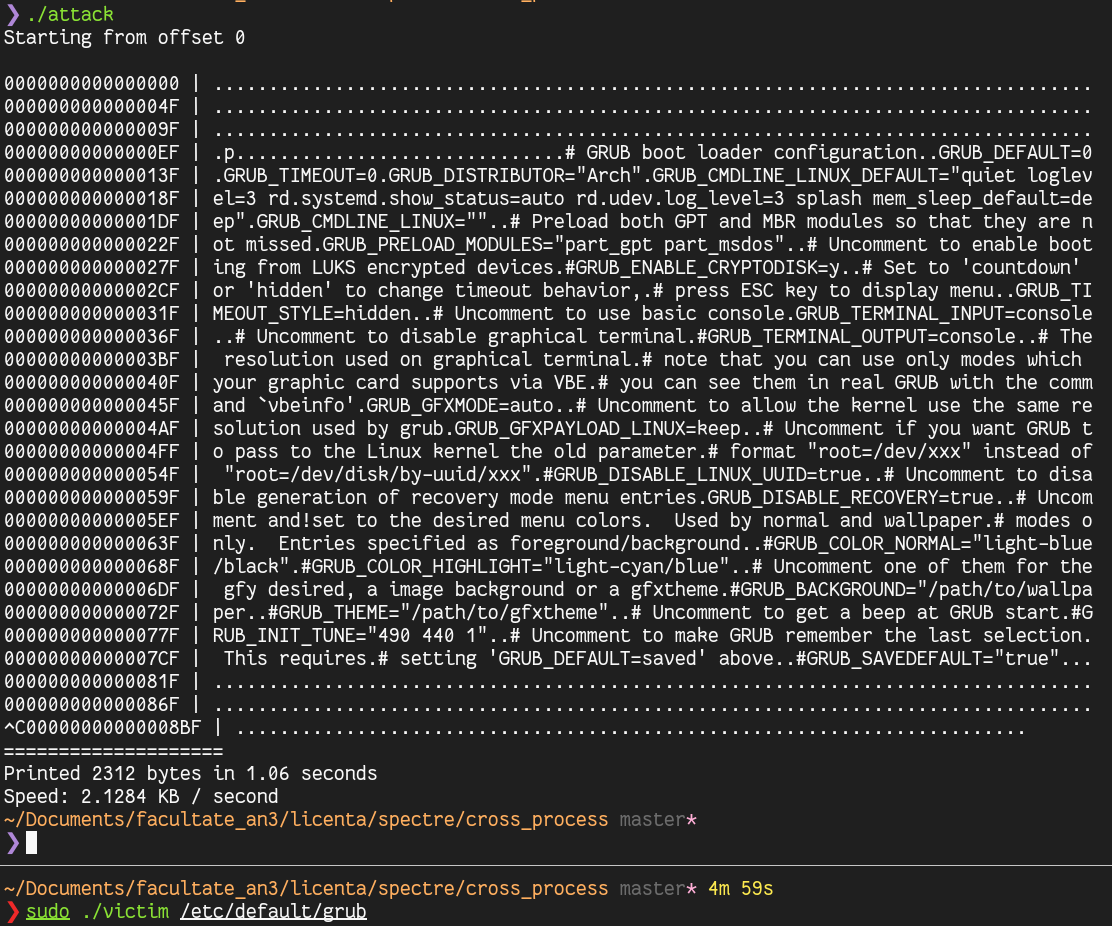 ❯ ./attack
Starting from offset 0
0000000000000000 | ................................................................................
000000000000004F | ................................................................................
000000000000009F | ................................................................................
00000000000000EF | .p..............................# GRUB boot loader configuration..GRUB_DEFAULT=0
000000000000013F | .GRUB_TIMEOUT=0.GRUB_DISTRIBUTOR="Arch".GRUB_CMDLINE_LINUX_DEFAULT="quiet loglev
000000000000018F | el=3 rd.systemd.show_status=auto rd.udev.log_level=3 splash mem_sleep_default=de
00000000000001DF | ep".GRUB_CMDLINE_LINUX=""..# Preload both GPT and MBR modules so that they are n
000000000000022F | ot missed.GRUB_PRELOAD_MODULES="part_gpt part_msdos"..# Uncomment to enable boot
000000000000027F | ing from LUKS encrypted devices.#GRUB_ENABLE_CRYPTODISK=y..# Set to 'countdown' 
00000000000002CF | or 'hidden' to change timeout behavior,.# press ESC key to display menu..GRUB_TI
000000000000031F | MEOUT_STYLE=hidden..# Uncomment to use basic console.GRUB_TERMINAL_INPUT=console
000000000000036F | ..# Uncomment to disable graphical terminal.#GRUB_TERMINAL_OUTPUT=console..# The
00000000000003BF |  resolution used on graphical terminal.# note that you can use only modes which 
000000000000040F | your graphic card supports via VBE.# you can see them in real GRUB with the comm
000000000000045F | and `vbeinfo'.GRUB_GFXMODE=auto..# Uncomment to allow the kernel use the same re
00000000000004AF | solution used by grub.GRUB_GFXPAYLOAD_LINUX=keep..# Uncomment if you want GRUB t
00000000000004FF | o pass to the Linux kernel the old parameter.# format "root=/dev/xxx" instead of
000000000000054F |  "root=/dev/disk/by-uuid/xxx".#GRUB_DISABLE_LINUX_UUID=true..# Uncomment to disa
000000000000059F | ble generation of recovery mode menu entries.GRUB_DISABLE_RECOVERY=true..# Uncom
00000000000005EF | ment and!set to the desired menu colors.  Used by normal and wallpaper.# modes o
000000000000063F | nly.  Entries specified as foreground/background..#GRUB_COLOR_NORMAL="light-blue
000000000000068F | /black".#GRUB_COLOR_HIGHLIGHT="light-cyan/blue"..# Uncomment one of them for the
00000000000006DF |  gfy desired, a image background or a gfxtheme.#GRUB_BACKGROUND="/path/to/wallpa
000000000000072F | per..#GRUB_THEME="/path/to/gfxtheme"..# Uncomment to get a beep at GRUB start.#G
000000000000077F | RUB_INIT_TUNE="490 440 1"..# Uncomment to make GRUB remember the last selection.
00000000000007CF |  This requires.# setting 'GRUB_DEFAULT=saved' above..#GRUB_SAVEDEFAULT="true"...
000000000000081F | ................................................................................
000000000000086F | ................................................................................
^C00000000000008BF | ........................................................................
====================
Printed 2312 bytes in 1.06 seconds
Speed: 2.1284 KB / second
~/Documents/facultate_an3/licenta/spectre/cross_process master*
❯
~/Documents/facultate_an3/licenta/spectre/cross_process master* 4m 59s
❯ sudo ./victim /etc/default/grub